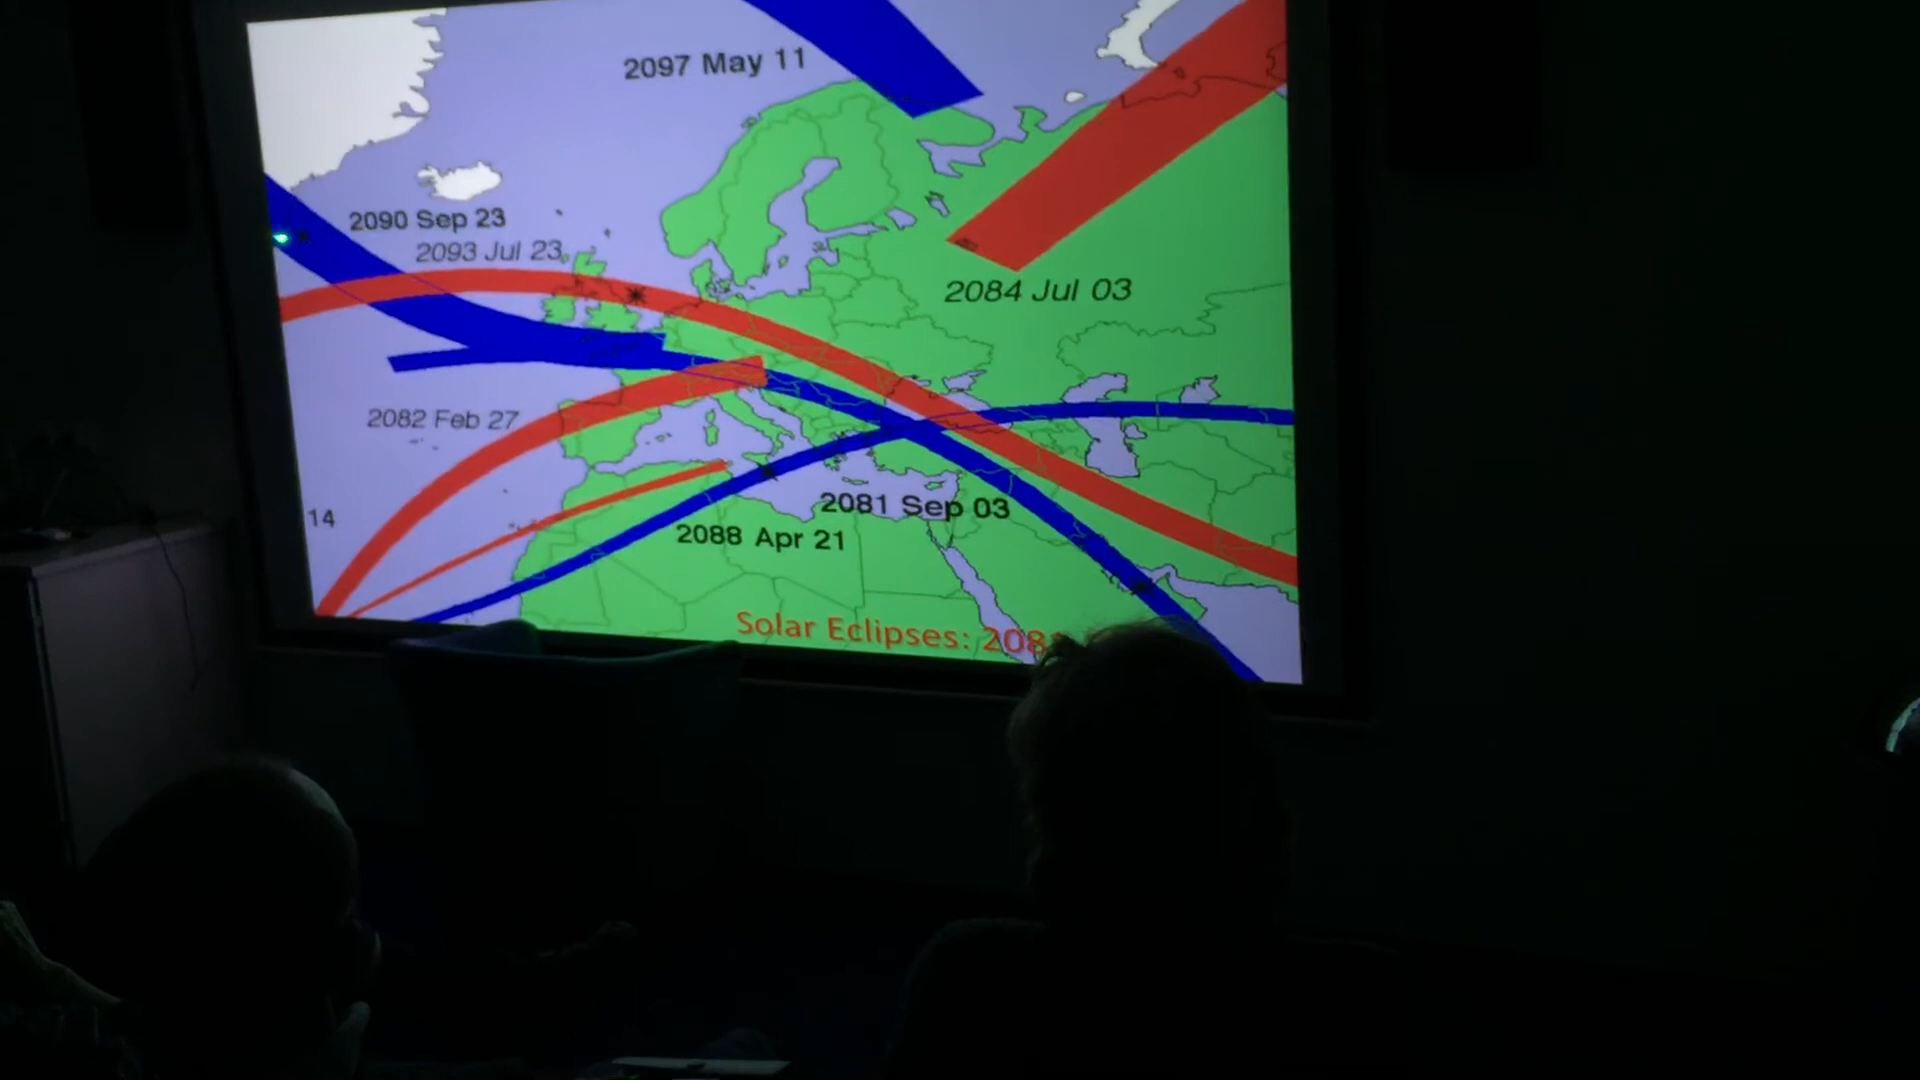 2097 May 11
2090 Sep 23
2093 Jul 23
2084 Jul 03
2082 Feb 27
14
2081 Sep 03
2088 Apr 21
Solar Eclipses: